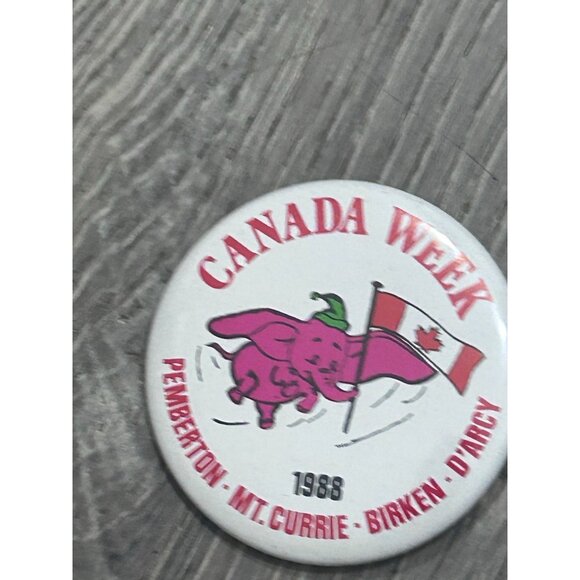 CANADA WEEK
1988
PEMBERTON · MT. CURRIE · BIRKEN · D'ARCY